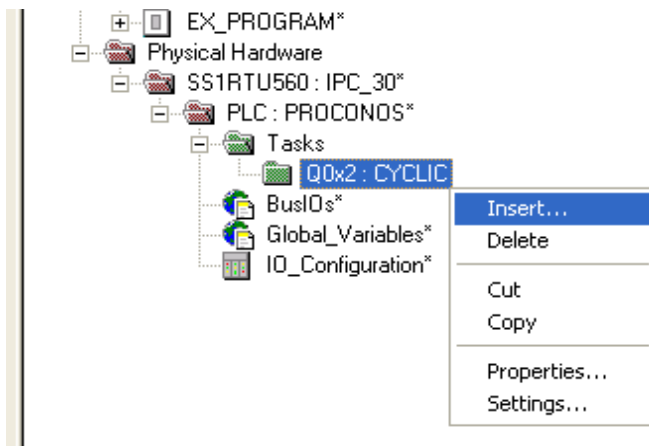 EX_PROGRAM*
Physical Hardware
SS1RTU560 : IPC_30*
PLC : PROCONOS*
Tasks
Q0x2 : CYCLIC
BusIOs*
Global_Variables*
IO_Configuration*
Insert...
Delete
Cut
Copy
Properties...
Settings...